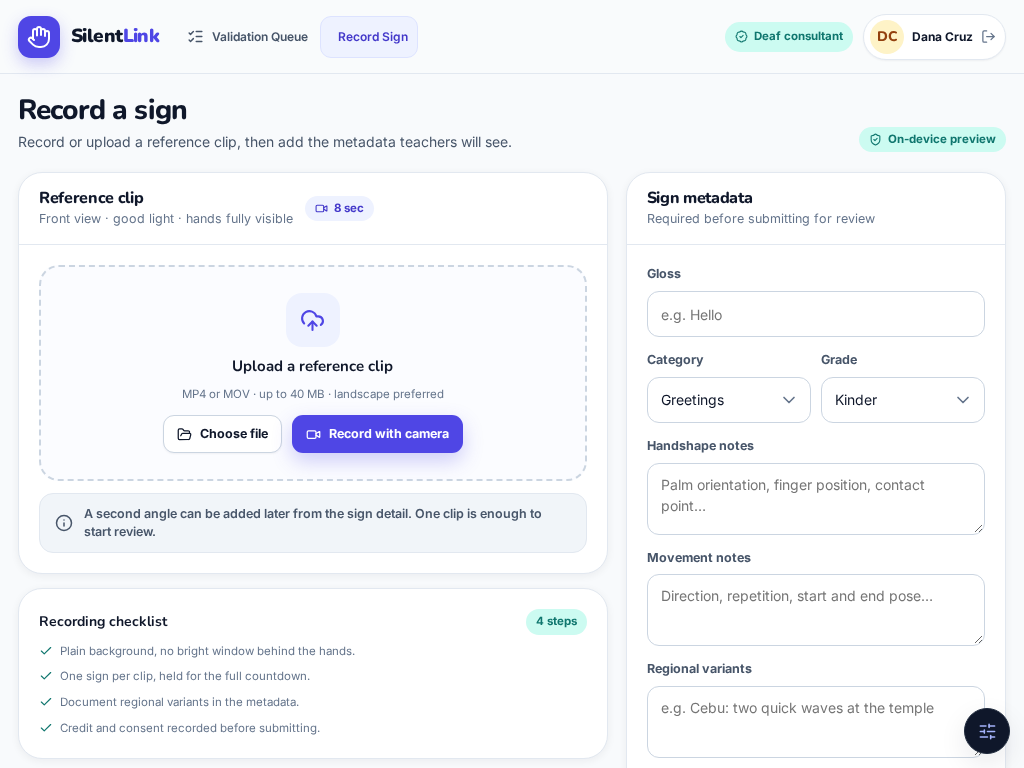 SilentLink
Validation Queue
Record Sign
Deaf consultant
DC
Dana Cruz
Record a sign
Record or upload a reference clip, then add the metadata teachers will see.
On-device preview
Reference clip
Front view · good light · hands fully visible
8 sec
Upload a reference clip
MP4 or MOV · up to 40 MB · landscape preferred
Choose file
Record with camera
A second angle can be added later from the sign detail. One clip is enough to
start review.
Recording checklist
4 steps
Plain background, no bright window behind the hands.
One sign per clip, held for the full countdown.
Document regional variants in the metadata.
Credit and consent recorded before submitting.
Sign metadata
Required before submitting for review
Gloss
e.g. Hello
Category
Grade
Greetings
Kinder
Handshape notes
Palm orientation, finger position, contact
point...
Movement notes
Direction, repetition, start and end pose...
Regional variants
e.g. Cebu: two quick waves at the temple